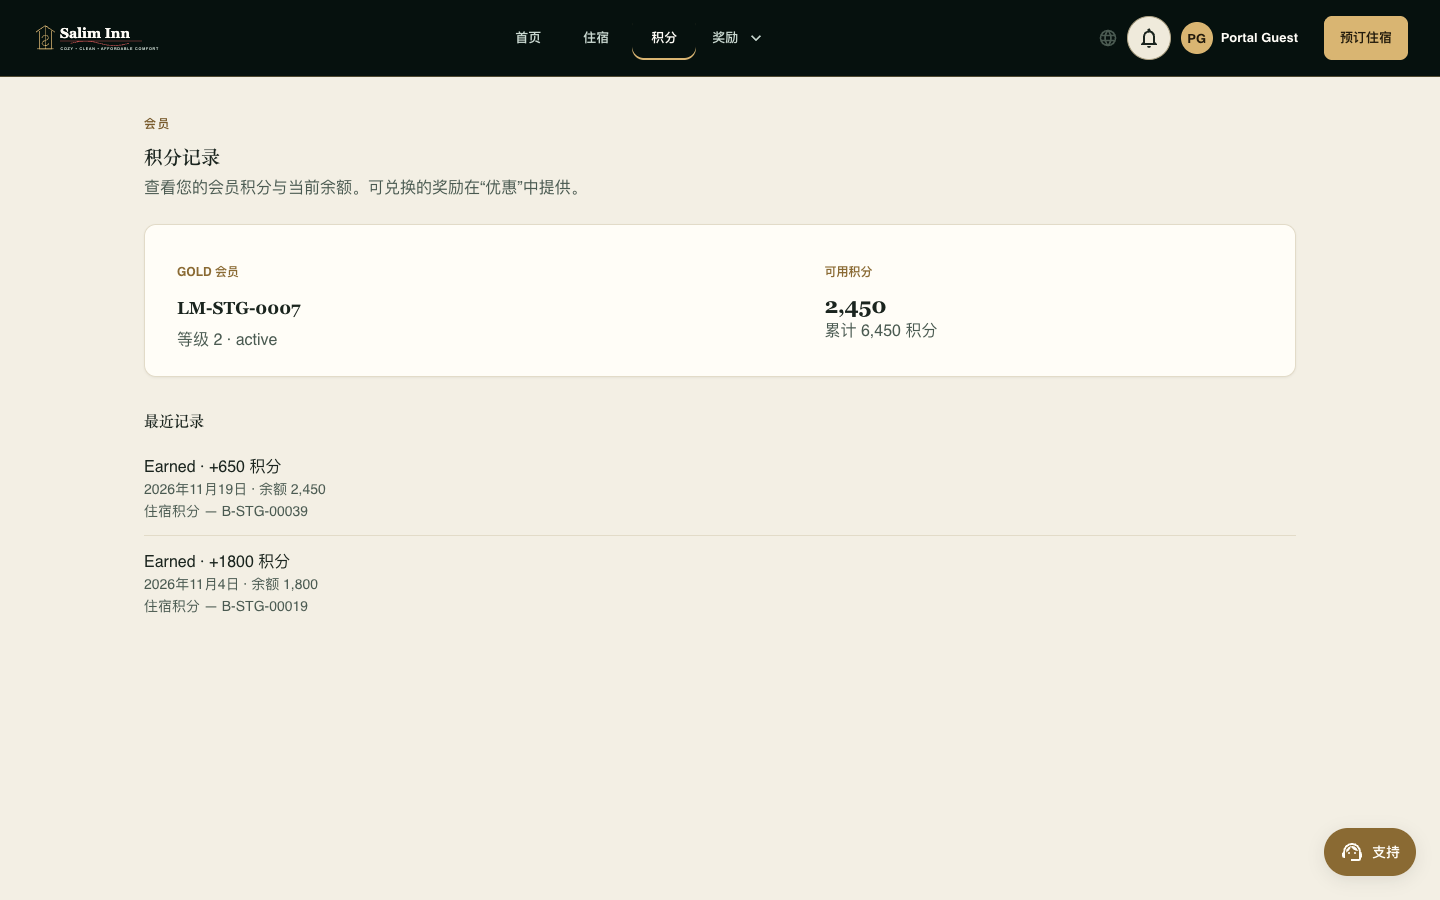 Salim Inn
COZY • CLEAN • AFFORDABLE COMFORT
首页
住宿
积分
奖励
PG
Portal Guest
预订住宿
会员
积分记录
查看您的会员积分与当前余额。可兑换的奖励在“优惠”中提供。
GOLD 会员
LM-STG-0007
等级 2 · active
可用积分
2,450
累计 6,450 积分
最近记录
Earned · +650 积分
2026年11月19日 · 余额 2,450
住宿积分 — B-STG-00039
Earned · +1800 积分
2026年11月4日 · 余额 1,800
住宿积分 — B-STG-00019
支持